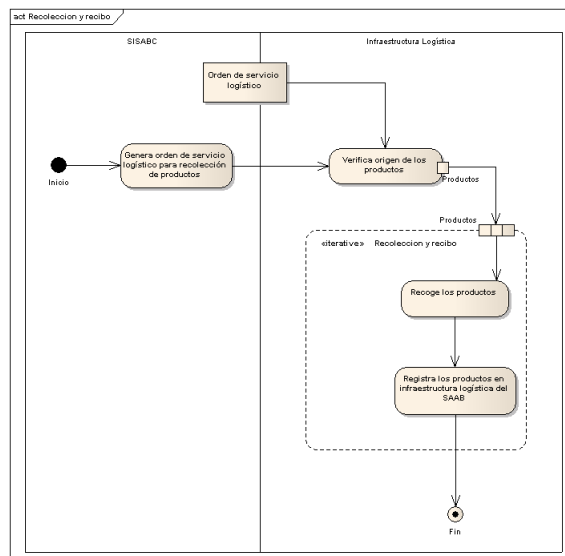 act Recoleccion y recibo
SISABC
Infraestructura Logística
Orden de servicio
logístico
Genera orden de servicio
logístico para recolección
de productos
Verifica origen de los
productos
Inicio
Productos
Productos
«iterative» Recoleccion y recibo
Recoge los productos
Registra los productos en
infraestructura logística del
SAAB
Fin